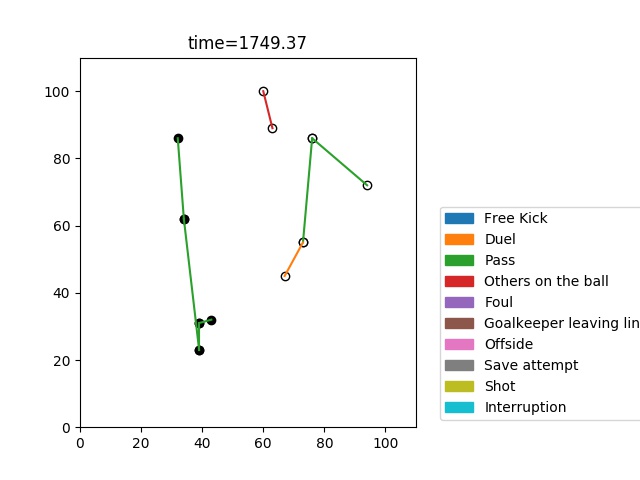 time=1749.37
100
80
60
40
20
0
0 20 40 60 80 100
Free Kick
Duel
Pass
Others on the ball
Foul
Goalkeeper leaving lin
Offside
Save attempt
Shot
Interruption